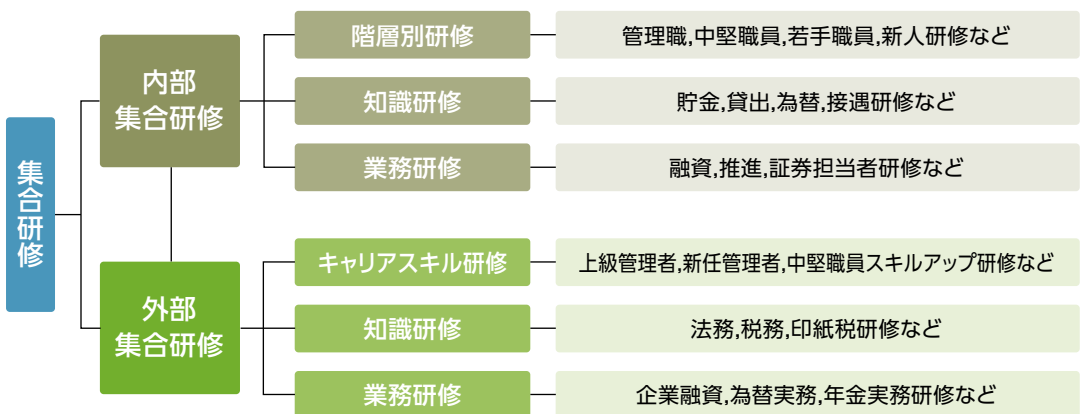 集合研修
内部
集合研修
階層別研修
管理職,中堅職員,若手職員,新人研修など
知識研修
貯金,貸出,為替,接遇研修など
業務研修
融資,推進,証券担当者研修など
外部
集合研修
キャリアスキル研修
上級管理者,新任管理者,中堅職員スキルアップ研修など
知識研修
法務,税務,印紙税研修など
業務研修
企業融資,為替実務,年金実務研修など